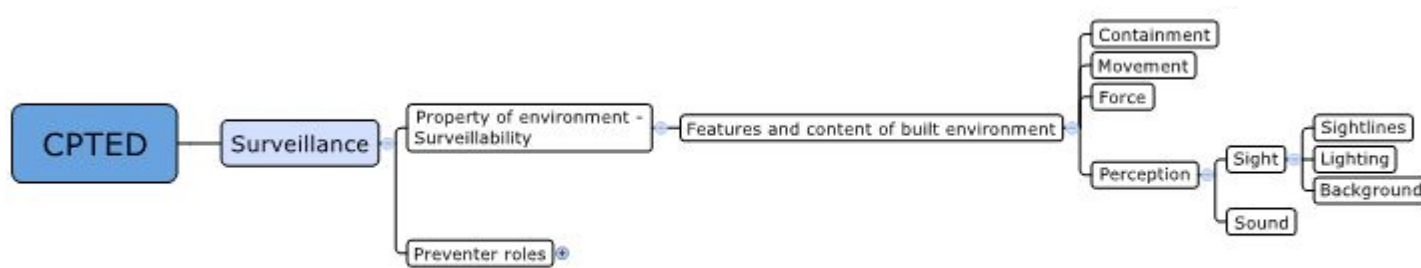 CPTED
Surveillance
Property of environment -
Surveillability
Features and content of built environment
Containment
Movement
Force
Perception
Sight
Sightlines
Lighting
Background
Sound
Preventer roles